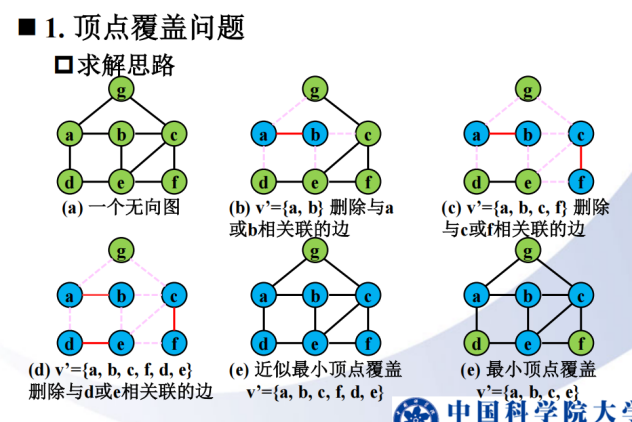 1. 顶点覆盖问题
求解思路
g
a b c
d e f
(a) 一个无向图
g
a b c
d e f
(b) v’={a, b} 删除与a
或b相关联的边
g
a b c
d e f
(c) v’={a, b, c, f} 删除
与c或f相关联的边
g
a b c
d e f
(d) v’={a, b, c, f, d, e}
删除与d或e相关联的边
g
a b c
d e f
(e) 近似最小顶点覆盖
v’={a, b, c, f, d, e}
g
a b c
d e f
(e) 最小顶点覆盖
v’={a, b, c, e}
中国科学院大学